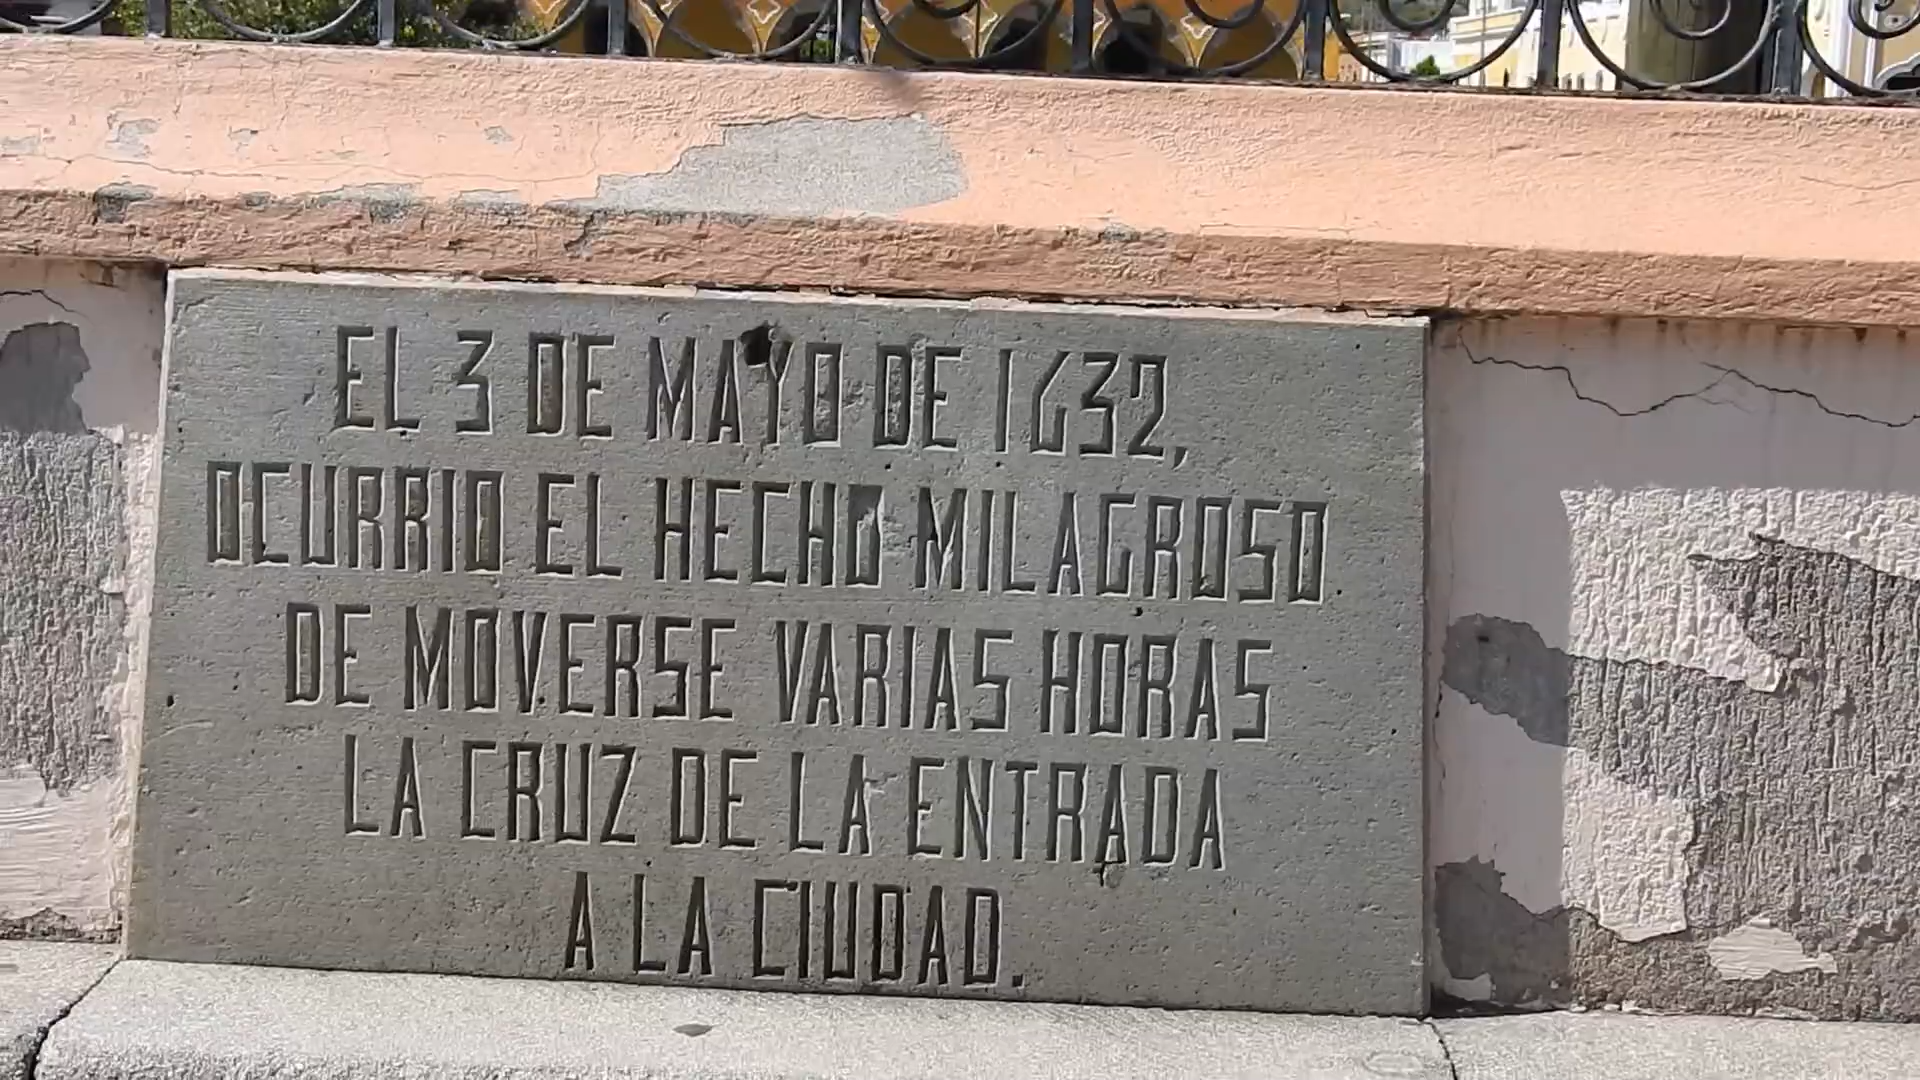 EL 3 DE MAYO DE 1632,
OCURRIO EL HECHO MILAGROSO
DE MOVERSE VARIAS HORAS
LA CRUZ DE LA ENTRADA
A LA CIUDAD.